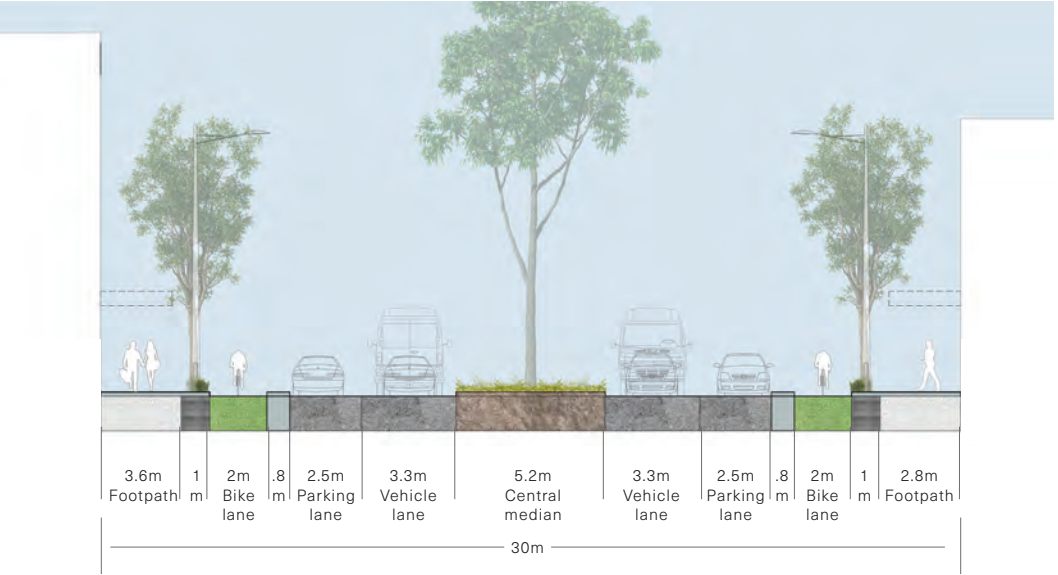 3.6m 1 2m .8 2.5m 3.3m 5.2m 3.3m 2.5m .8 2m 1 2.8m
Footpath m Bike m Parking Vehicle Central Vehicle Parking m Bike m Footpath
lane lane lane median lane lane lane
30m